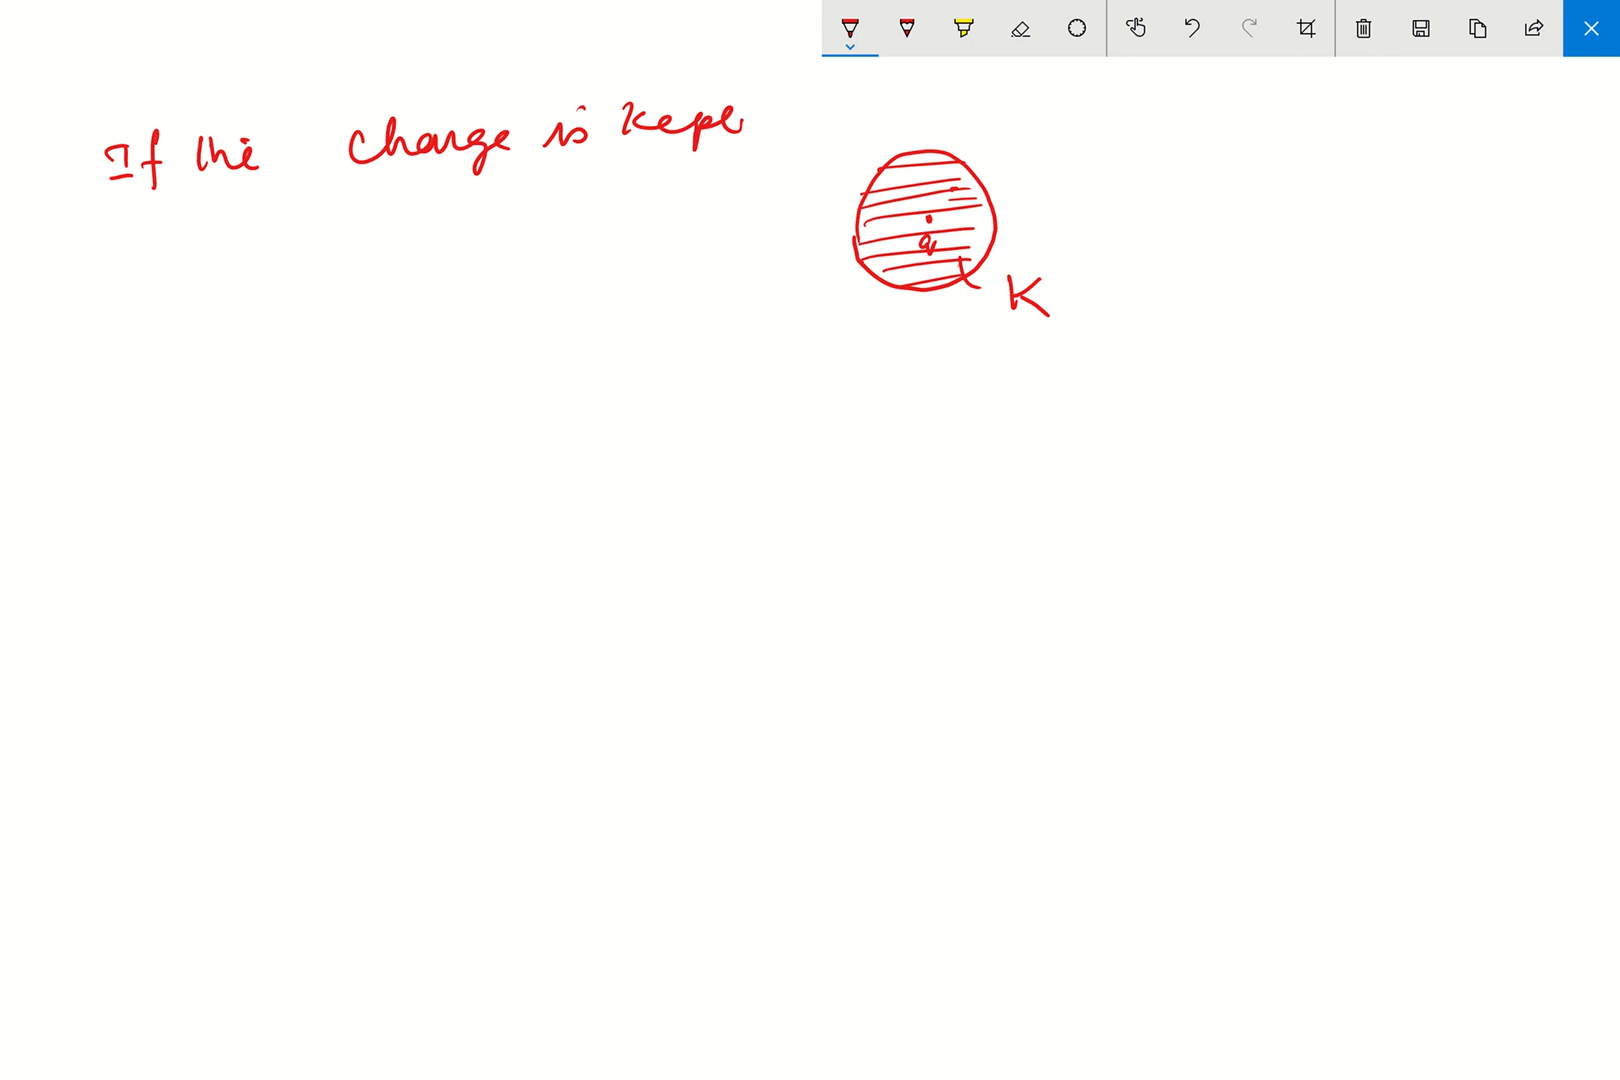 If the charge is kept
q
K